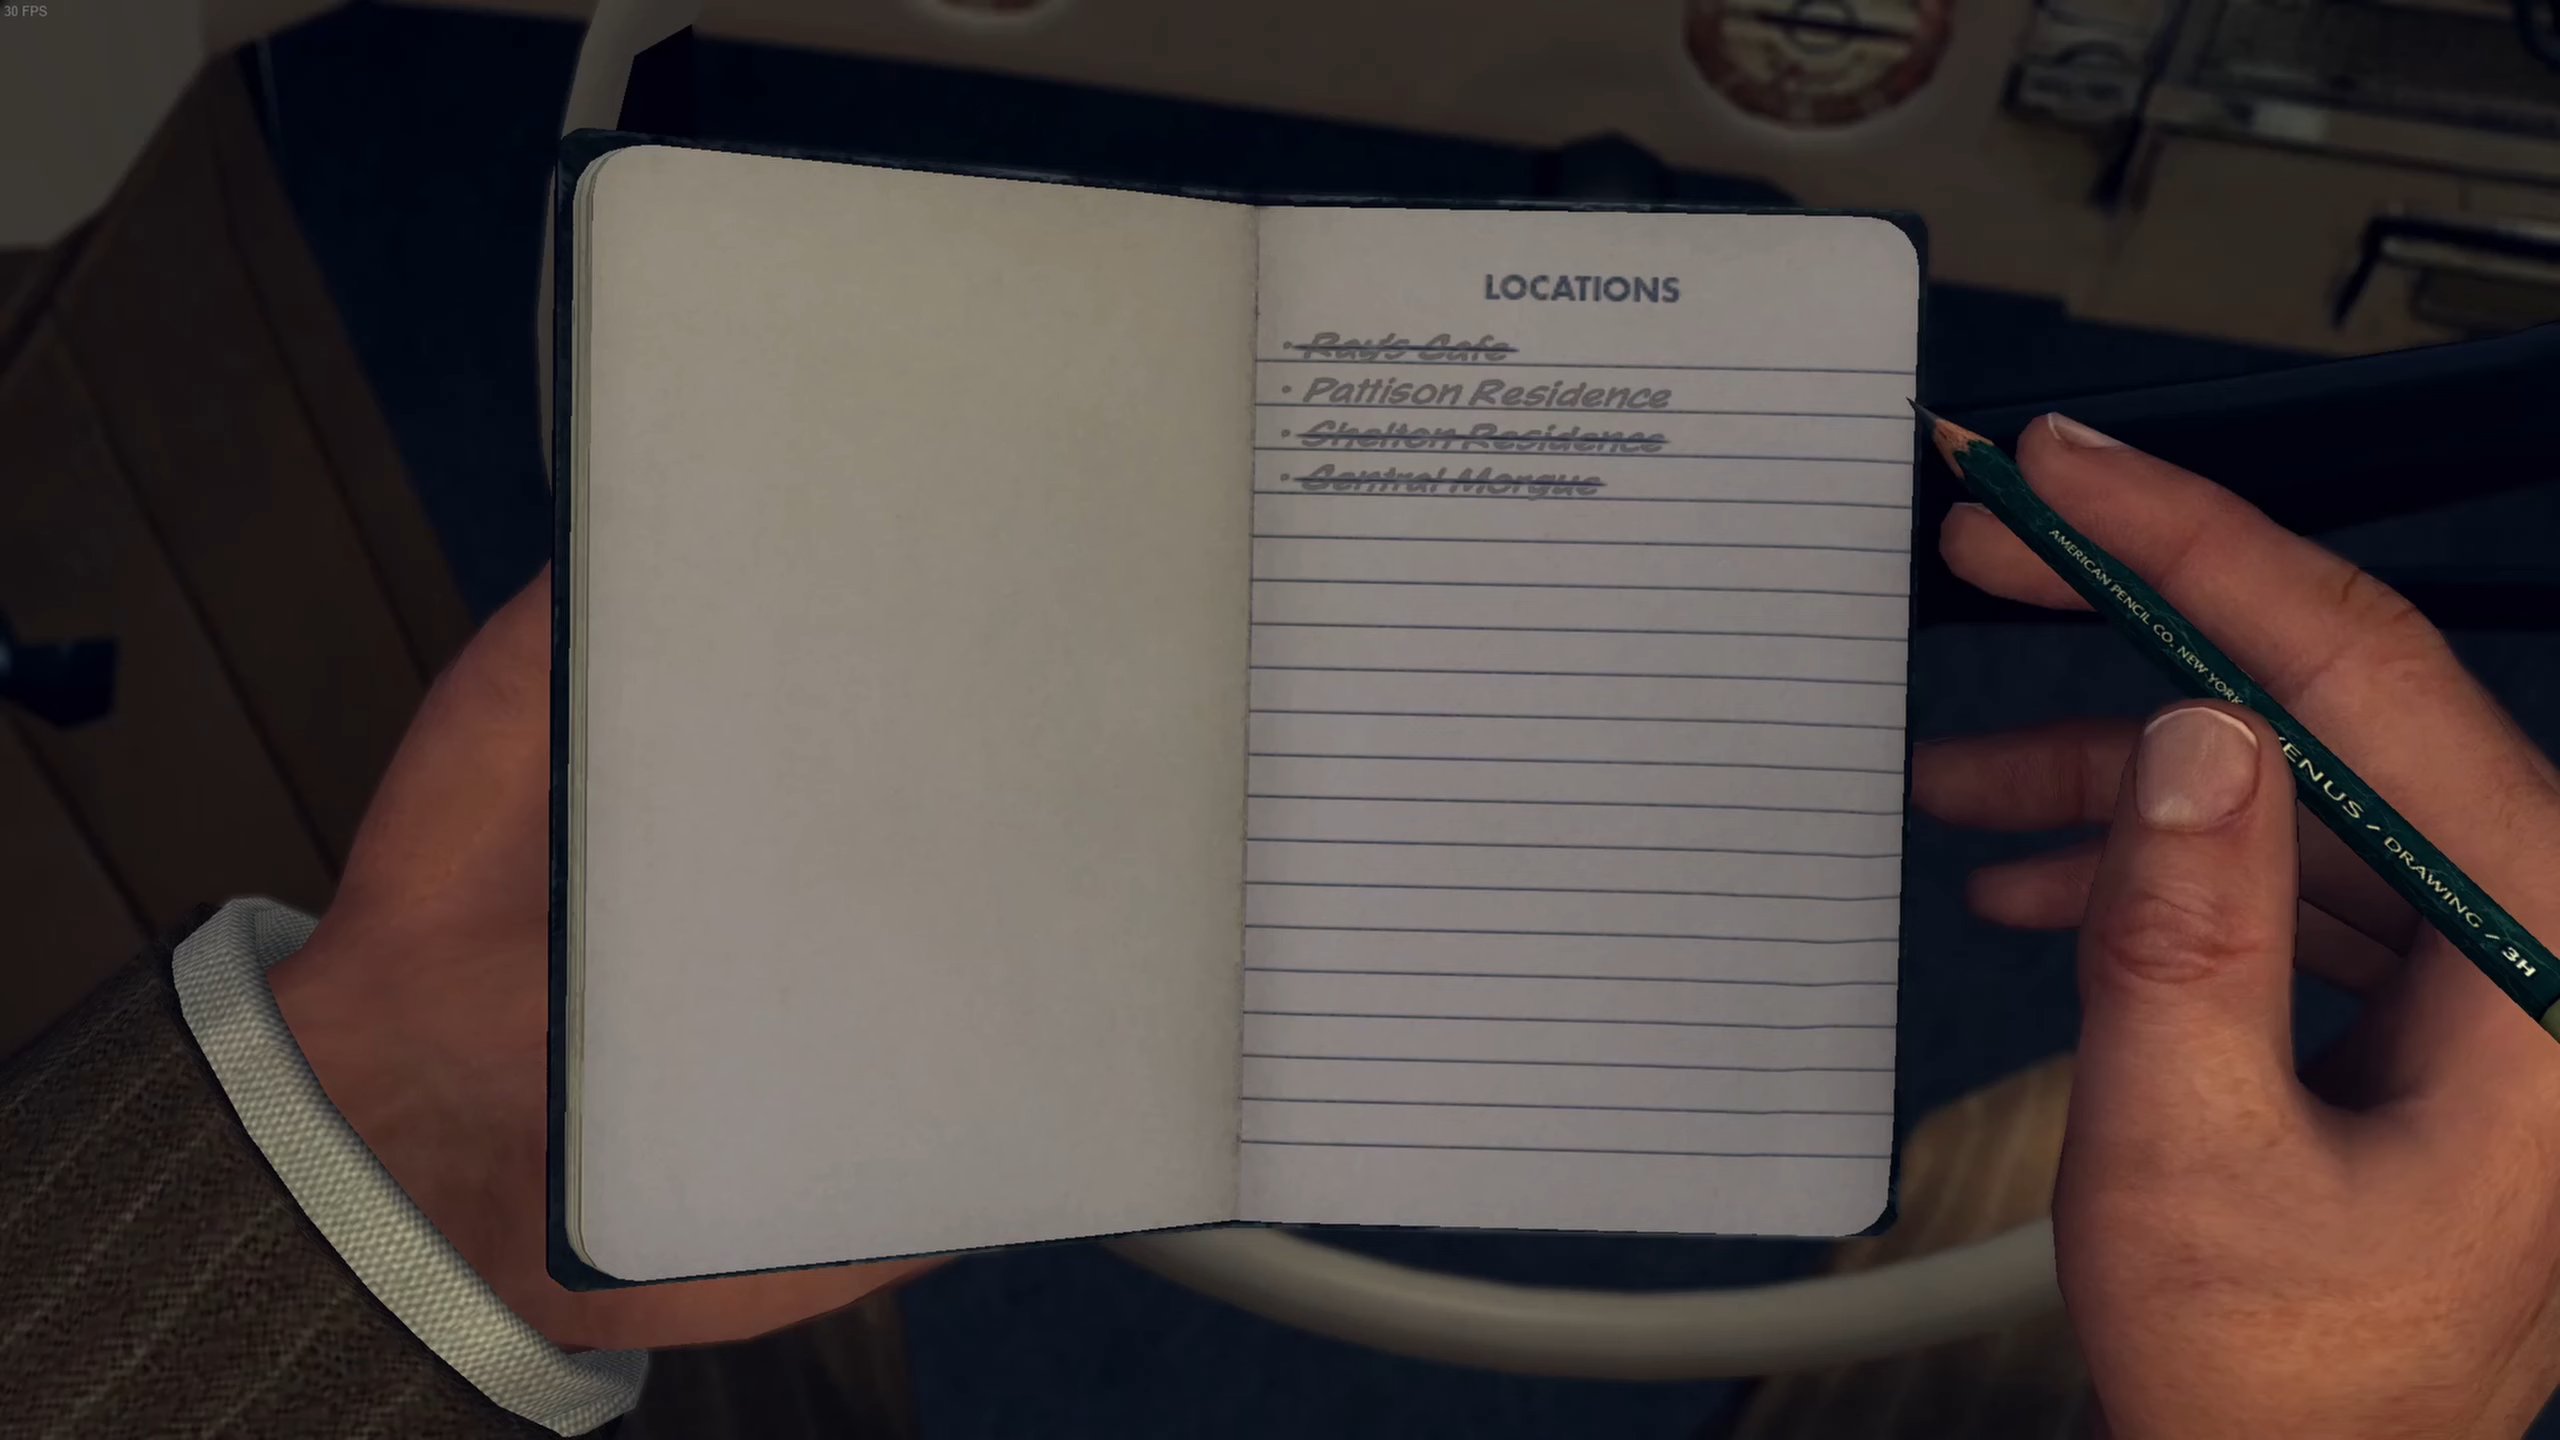 30 FPS
LOCATIONS
• Ray's Cafe
• Pattison Residence
• Shelton Residence
• Central Morgue
AMERICAN PENCIL CO. NEW YORK
VENUS / DRAWING / 3H